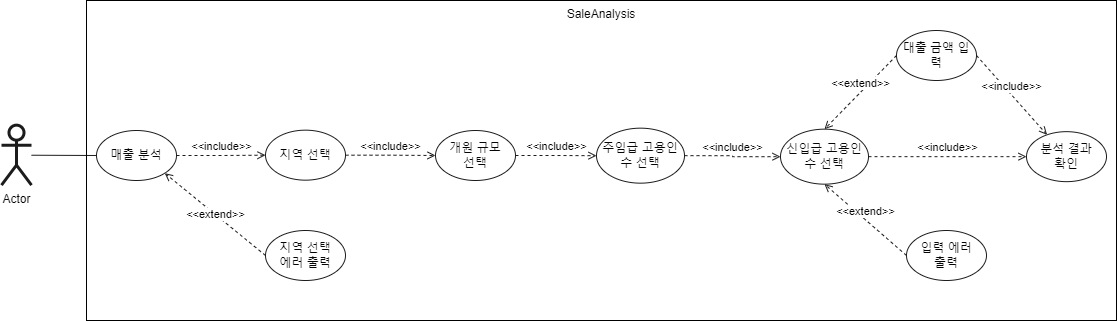 SaleAnalysis
대출 금액 입
력
<<extend>>
<<include>>
매출 분석
<<include>>
지역 선택
<<include>>
개원 규모
선택
<<include>>
주임급 고용인
수 선택
<<include>>
신입급 고용인
수 선택
<<include>>
분석 결과
확인
Actor
<<extend>>
<<extend>>
지역 선택
에러 출력
입력 에러
출력